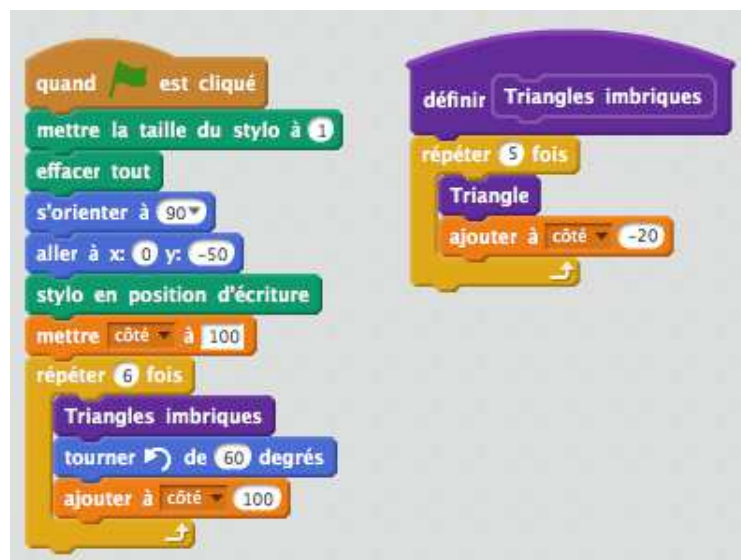 quand est cliqué
mettre la taille du stylo à 1
effacer tout
s'orienter à 90
aller à x: 0 y: -50
stylo en position d'écriture
mettre côté à 100
répéter 6 fois
Triangles imbriques
tourner de 60 degrés
ajouter à côté 100
définir Triangles imbriques
répéter 5 fois
Triangle
ajouter à côté -20